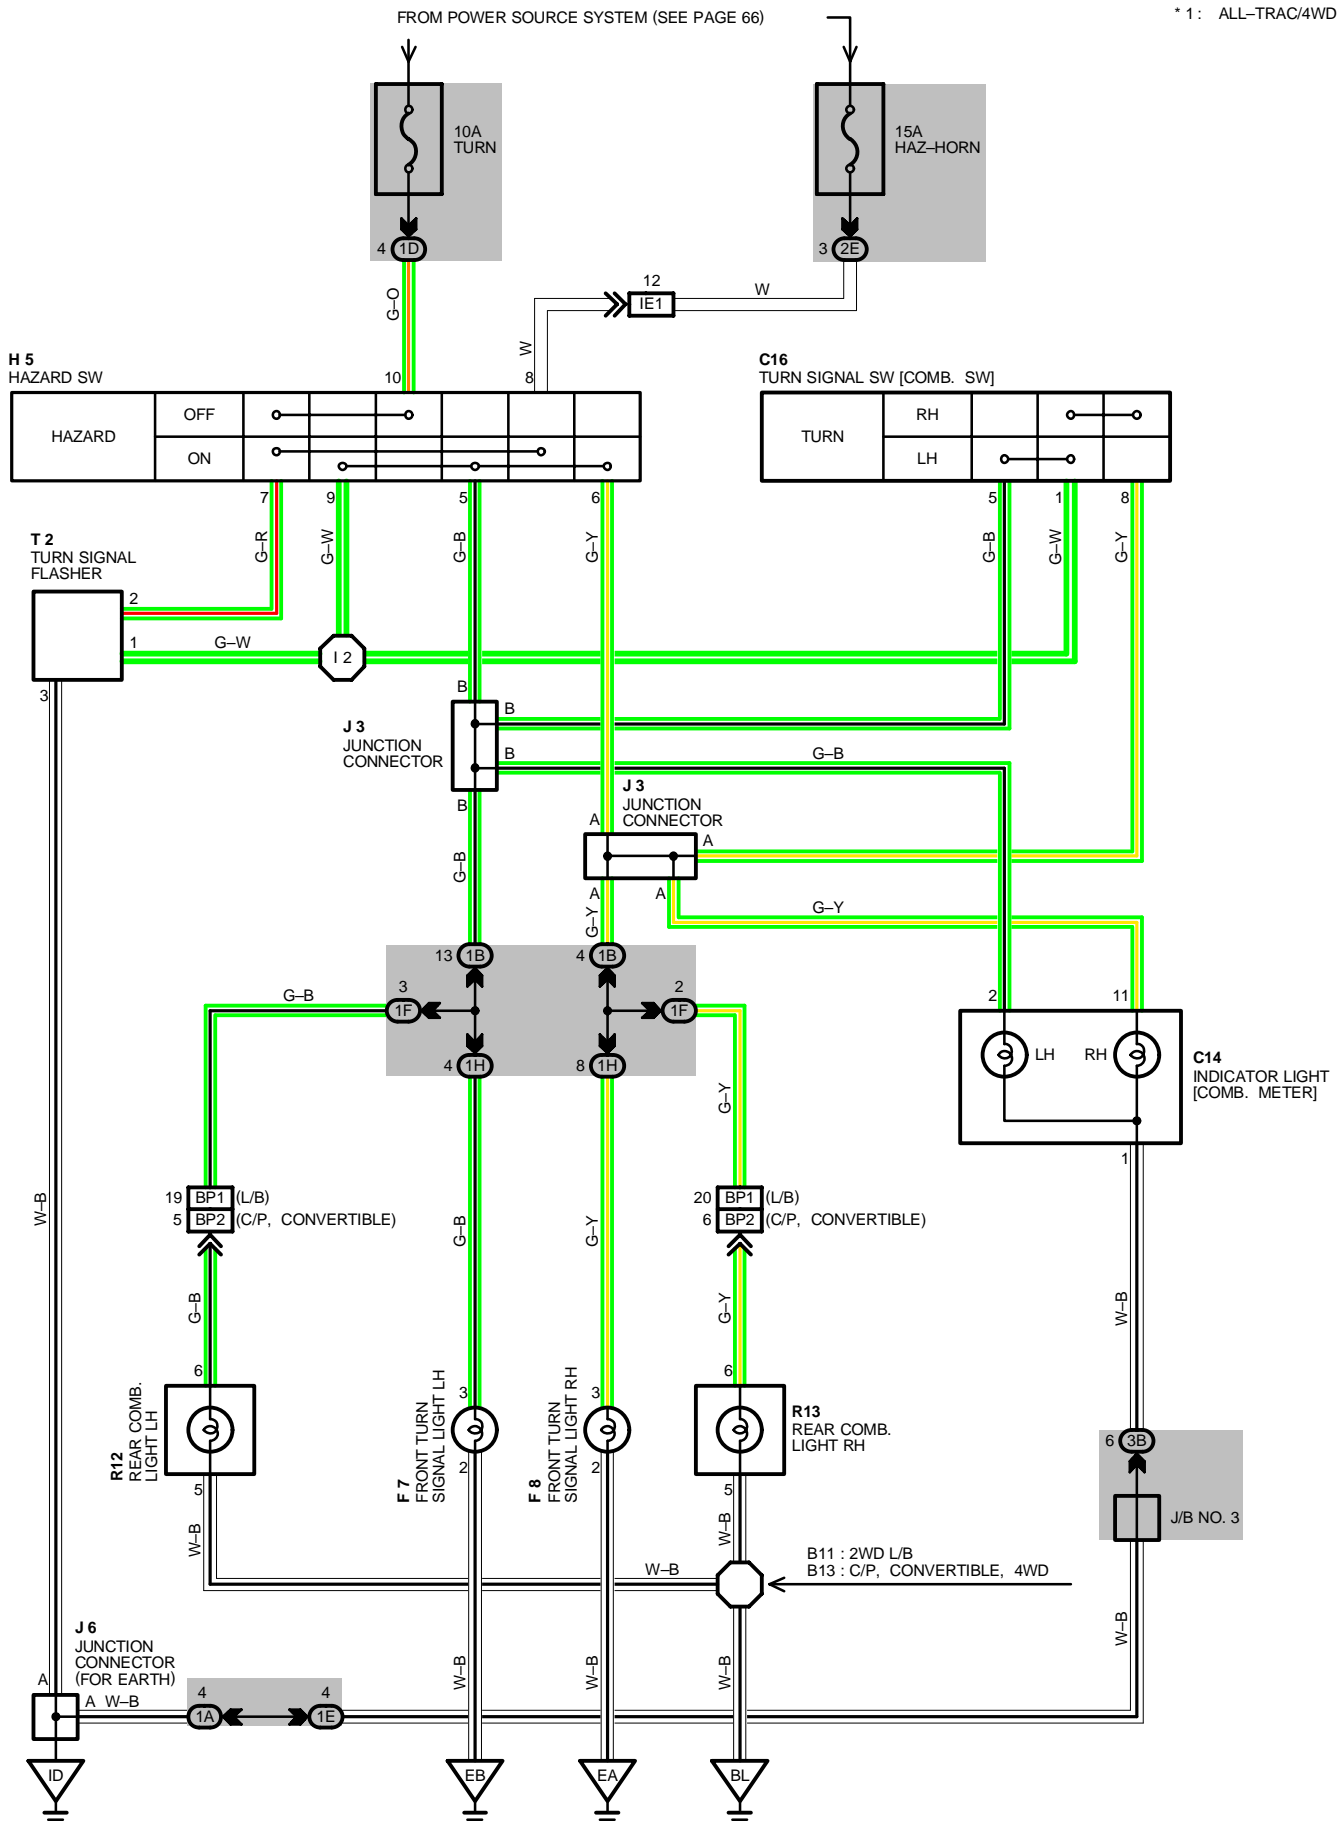 FROM POWER SOURCE SYSTEM (SEE PAGE 66)
* 1 : ALL–TRAC/4WD
10A
TURN
15A
HAZ–HORN
4 1D
3 2E
12
IE1
W
G–O
W
H 5
HAZARD SW
10
8
C16
TURN SIGNAL SW [COMB. SW]
HAZARD
OFF
ON
TURN
RH
LH
7
9
5
6
5
1
8
G–R
G–W
G–B
G–Y
G–B
G–W
G–Y
T 2
TURN SIGNAL
FLASHER
2
1
G–W
I 2
3
B
B
J 3
JUNCTION
CONNECTOR
B
G–B
B
J 3
JUNCTION
CONNECTOR
A
A
G–B
A
A
G–Y
G–Y
13 1B
4 1B
G–B
3
1F
2
1F
4 1H
8 1H
2
11
LH
RH
C14
INDICATOR LIGHT
[COMB. METER]
G–Y
1
W–B
19 BP1 (L/B)
5 BP2 (C/P, CONVERTIBLE)
G–B
G–Y
20 BP1 (L/B)
6 BP2 (C/P, CONVERTIBLE)
G–B
G–Y
W–B
6
3
3
6
R12
REAR COMB.
LIGHT LH
F 7
FRONT TURN
SIGNAL LIGHT LH
F 8
FRONT TURN
SIGNAL LIGHT RH
R13
REAR COMB.
LIGHT RH
6 3B
5
2
2
5
J/B NO. 3
W–B
W–B
W–B
B11 : 2WD L/B
B13 : C/P, CONVERTIBLE, 4WD
J 6
JUNCTION
CONNECTOR
(FOR EARTH)
W–B
W–B
W–B
W–B
A
A W–B
4
1A
4
1E
ID
EB
EA
BL